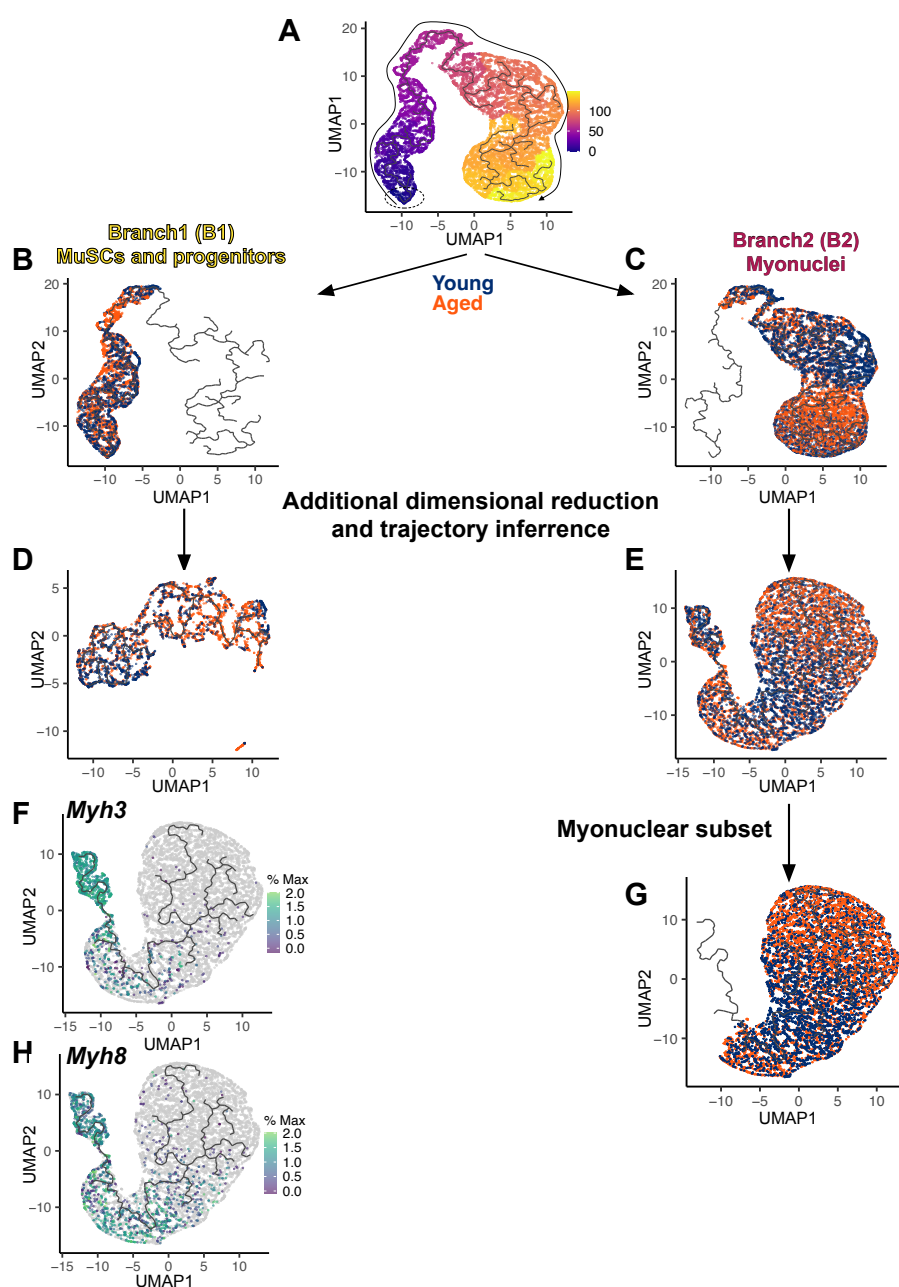 A
20
10
0
−10
UMAP1
−10 −5 0 5 10
UMAP1
100
50
0
Branch1 (B1)
MuSCs and progenitors
Young
Aged
Branch2 (B2)
Myonuclei
B
20
10
0
−10
UMAP2
−10 −5 0 5 10
UMAP1
C
20
10
0
−10
UMAP2
−10 −5 0 5 10
UMAP1
Additional dimensional reduction
and trajectory inferrence
D
5
0
−5
−10
UMAP2
−10 −5 0 5 10
UMAP1
E
10
0
−10
UMAP2
−15 −10 −5 0 5 10
UMAP1
F
Myh3
10
0
−10
UMAP2
−15 −10 −5 0 5 10
UMAP1
% Max
2.0
1.5
1.0
0.5
0.0
Myonuclear subset
G
10
0
−10
UMAP2
−15 −10 −5 0 5 10
UMAP1
H
Myh8
10
0
−10
UMAP2
−15 −10 −5 0 5 10
UMAP1
% Max
2.0
1.5
1.0
0.5
0.0